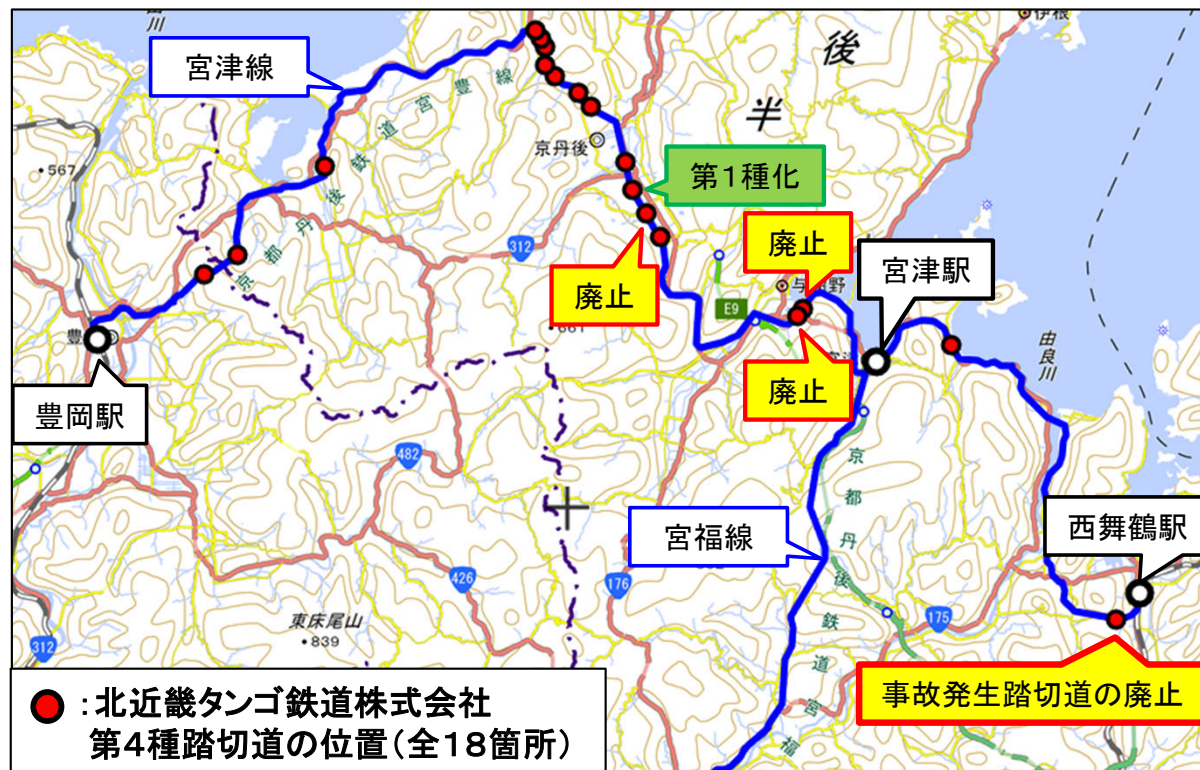 由
川
伊根
宮津線
後
半
京都丹後鉄道宮豊線
京丹後
・567
第1種化
312
廃止
廃止
宮津駅
E9
廃止
由良川
豊岡駅
482
京都丹後鉄道宮福
宮福線
西舞鶴駅
426
176
175
東床尾山
・839
312
事故発生踏切道の廃止
：北近畿タンゴ鉄道株式会社
第4種踏切道の位置（全18箇所）